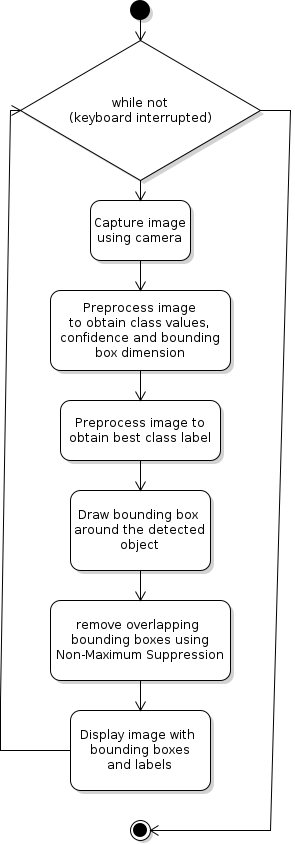 while not
(keyboard interrupted)
Capture image
using camera
Preprocess image
to obtain class values,
confidence and bounding
box dimension
Preprocess image to
obtain best class label
Draw bounding box
around the detected
object
remove overlapping
bounding boxes using
Non-Maximum Suppression
Display image with
bounding boxes
and labels